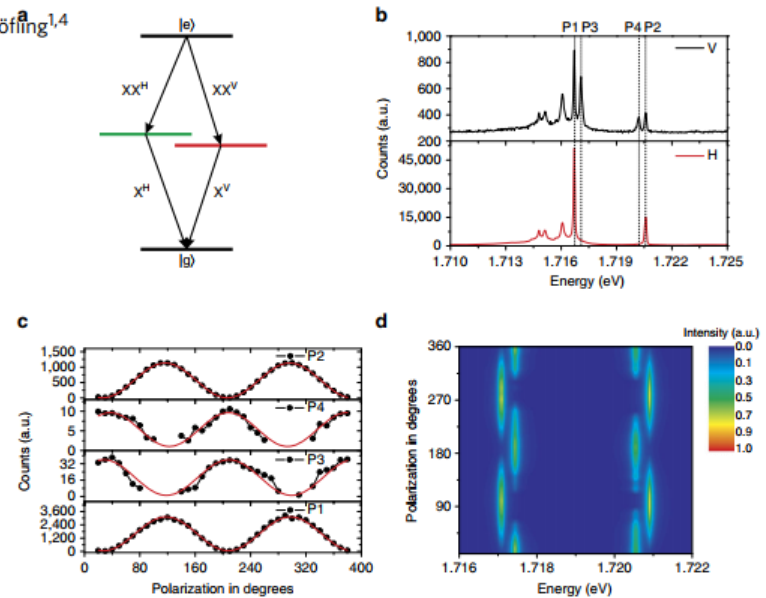 öfling1,4
a
|e⟩
XXH
XXV
XH
XV
|g⟩
b
P1 P3 P4 P2
1,000
800
600
400
200
V
45,000
30,000
15,000
0
H
Counts (a.u.)
1.710 1.713 1.716 1.719 1.722 1.725
Energy (eV)
c
1,500
1,000
500
0
P2
10
5
0
P4
32
16
0
P3
3,600
2,400
1,200
0
P1
Counts (a.u.)
0 80 160 240 320 400
Polarization in degrees
d
Intensity (a.u.)
360
270
180
90
Polarization in degrees
0.0
0.1
0.3
0.5
0.7
0.9
1.0
1.716 1.718 1.720 1.722
Energy (eV)